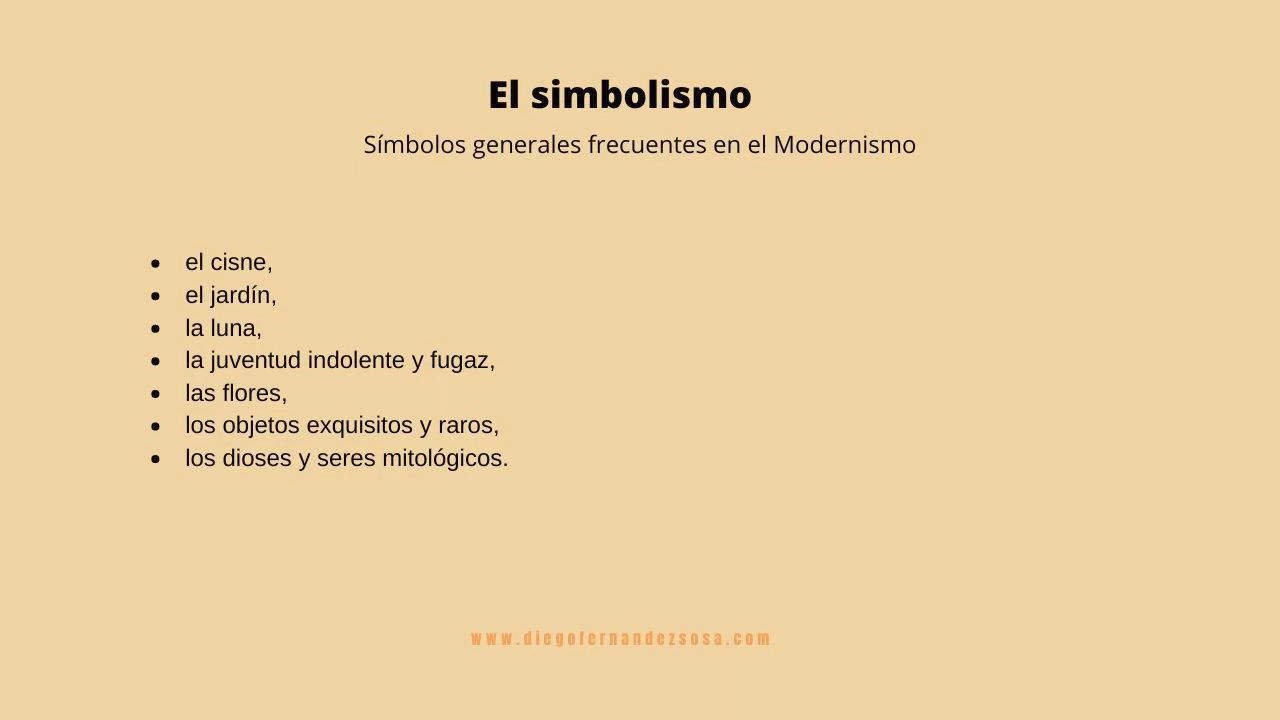 El simbolismo
Símbolos generales frecuentes en el Modernismo
• el cisne,
• el jardín,
• la luna,
• la juventud indolente y fugaz,
• las flores,
• los objetos exquisitos y raros,
• los dioses y seres mitológicos.
www.diegofernandezsosa.com